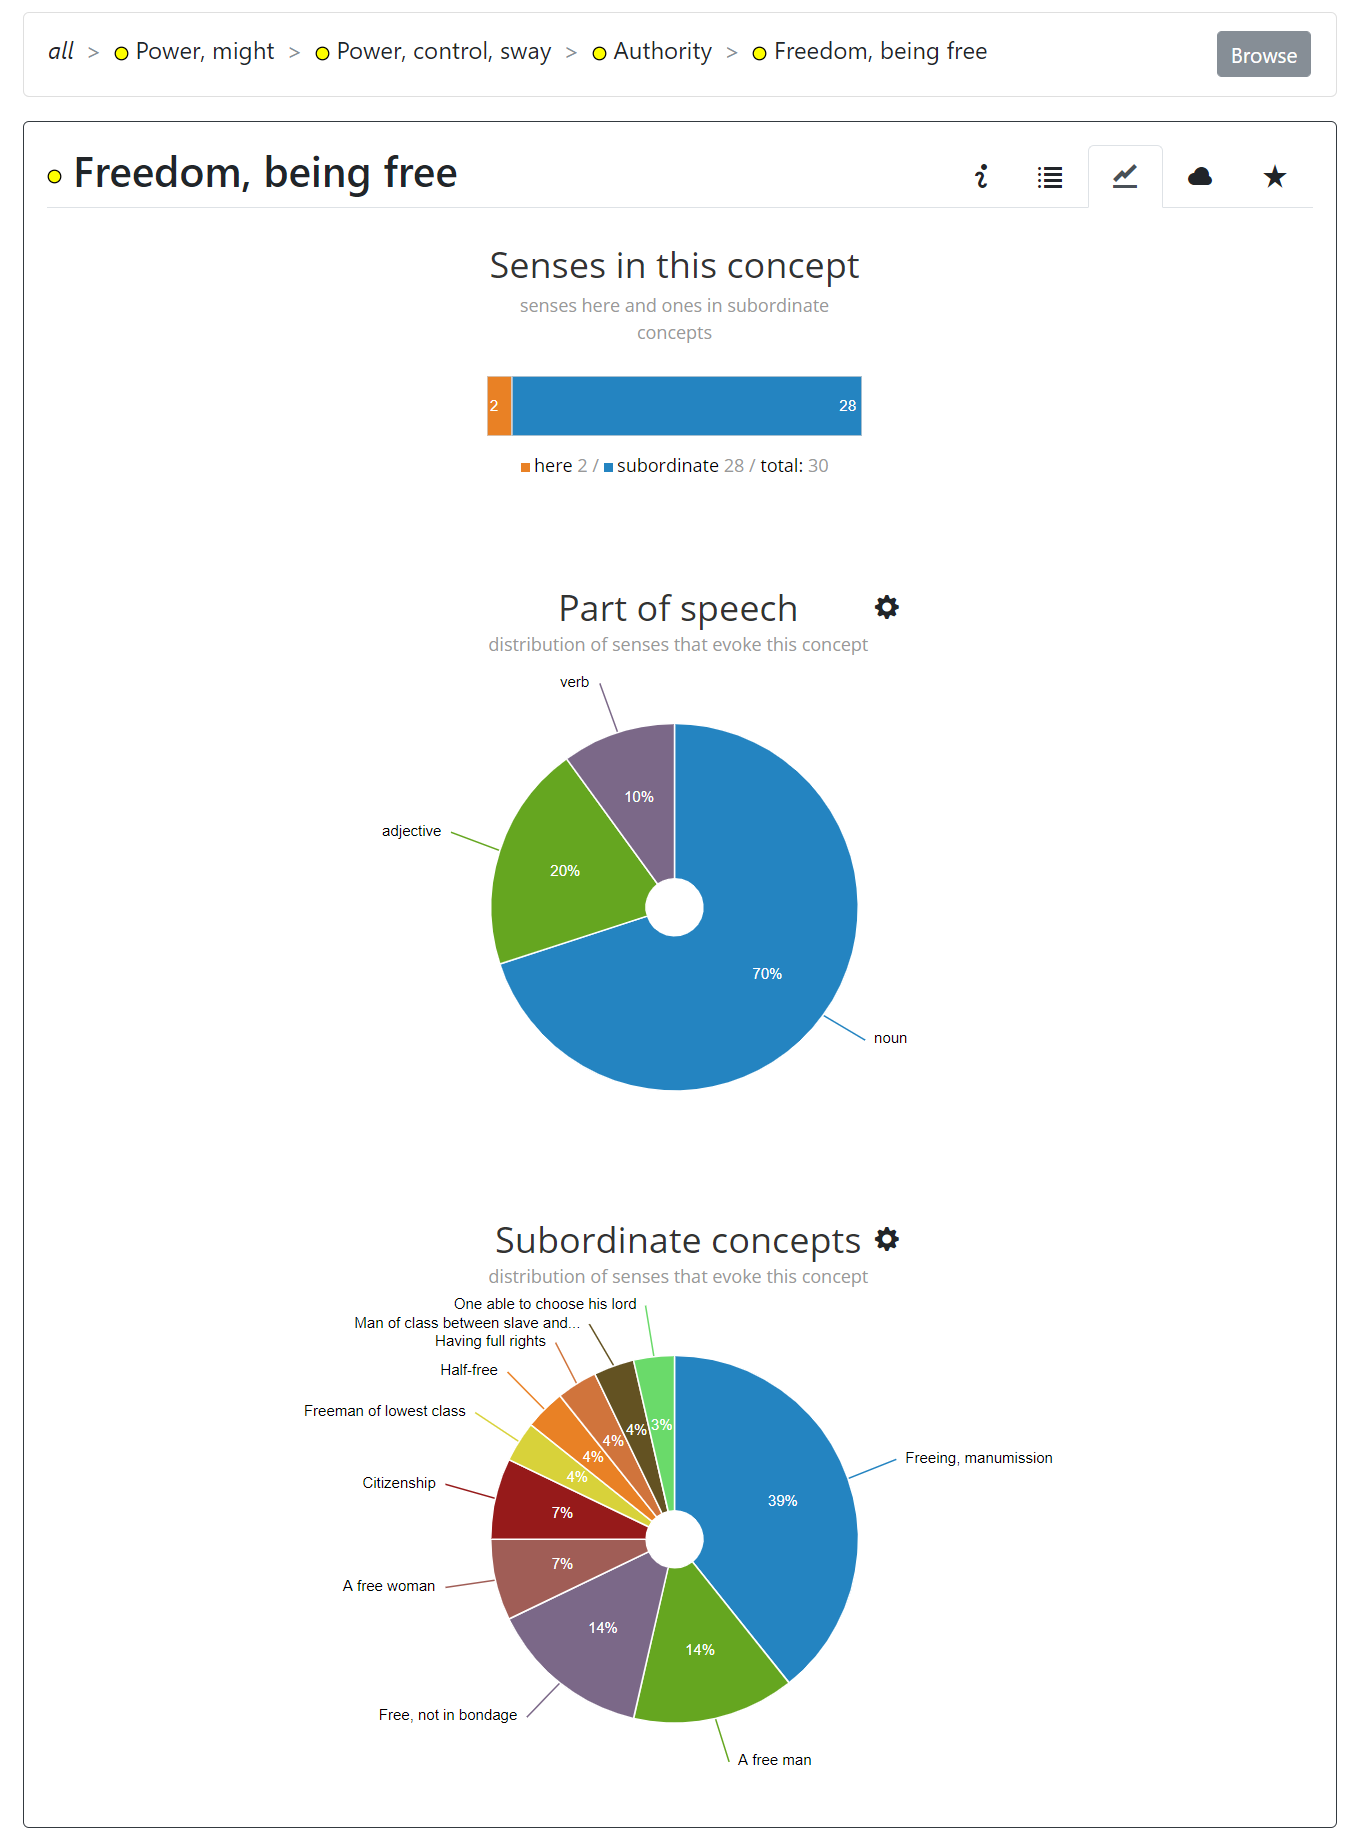 all > Power, might > Power, control, sway > Authority > Freedom, being free
Browse
Freedom, being free
Senses in this concept
senses here and ones in subordinate
concepts
2
28
here 2 / subordinate 28 / total: 30
Part of speech
distribution of senses that evoke this concept
verb
10%
adjective
20%
70%
noun
Subordinate concepts
distribution of senses that evoke this concept
One able to choose his lord
Man of class between slave and...
Having full rights
Half-free
Freeman of lowest class
Citizenship
A free woman
Free, not in bondage
A free man
Freeing, manumission
3%
4%
4%
4%
4%
7%
7%
14%
14%
39%